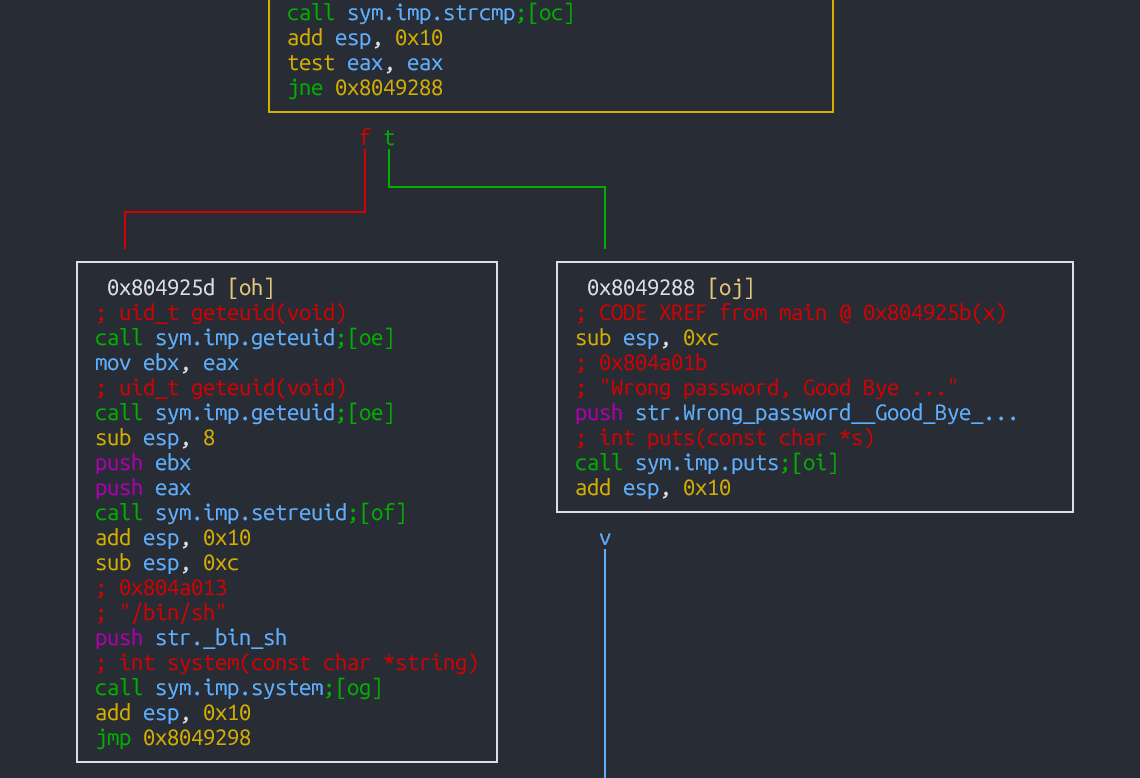 call sym.imp.strcmp;[oc]
add esp, 0x10
test eax, eax
jne 0x8049288
f t
0x804925d [oh]
; uid_t geteuid(void)
call sym.imp.geteuid;[oe]
mov ebx, eax
; uid_t geteuid(void)
call sym.imp.geteuid;[oe]
sub esp, 8
push ebx
push eax
call sym.imp.setreuid;[of]
add esp, 0x10
sub esp, 0xc
; 0x804a013
; "/bin/sh"
push str._bin_sh
; int system(const char *string)
call sym.imp.system;[og]
add esp, 0x10
jmp 0x8049298
0x8049288 [oj]
; CODE XREF from main @ 0x804925b(x)
sub esp, 0xc
; 0x804a01b
; "Wrong password, Good Bye ..."
push str.Wrong_password__Good_Bye_...
; int puts(const char *s)
call sym.imp.puts;[oi]
add esp, 0x10
v